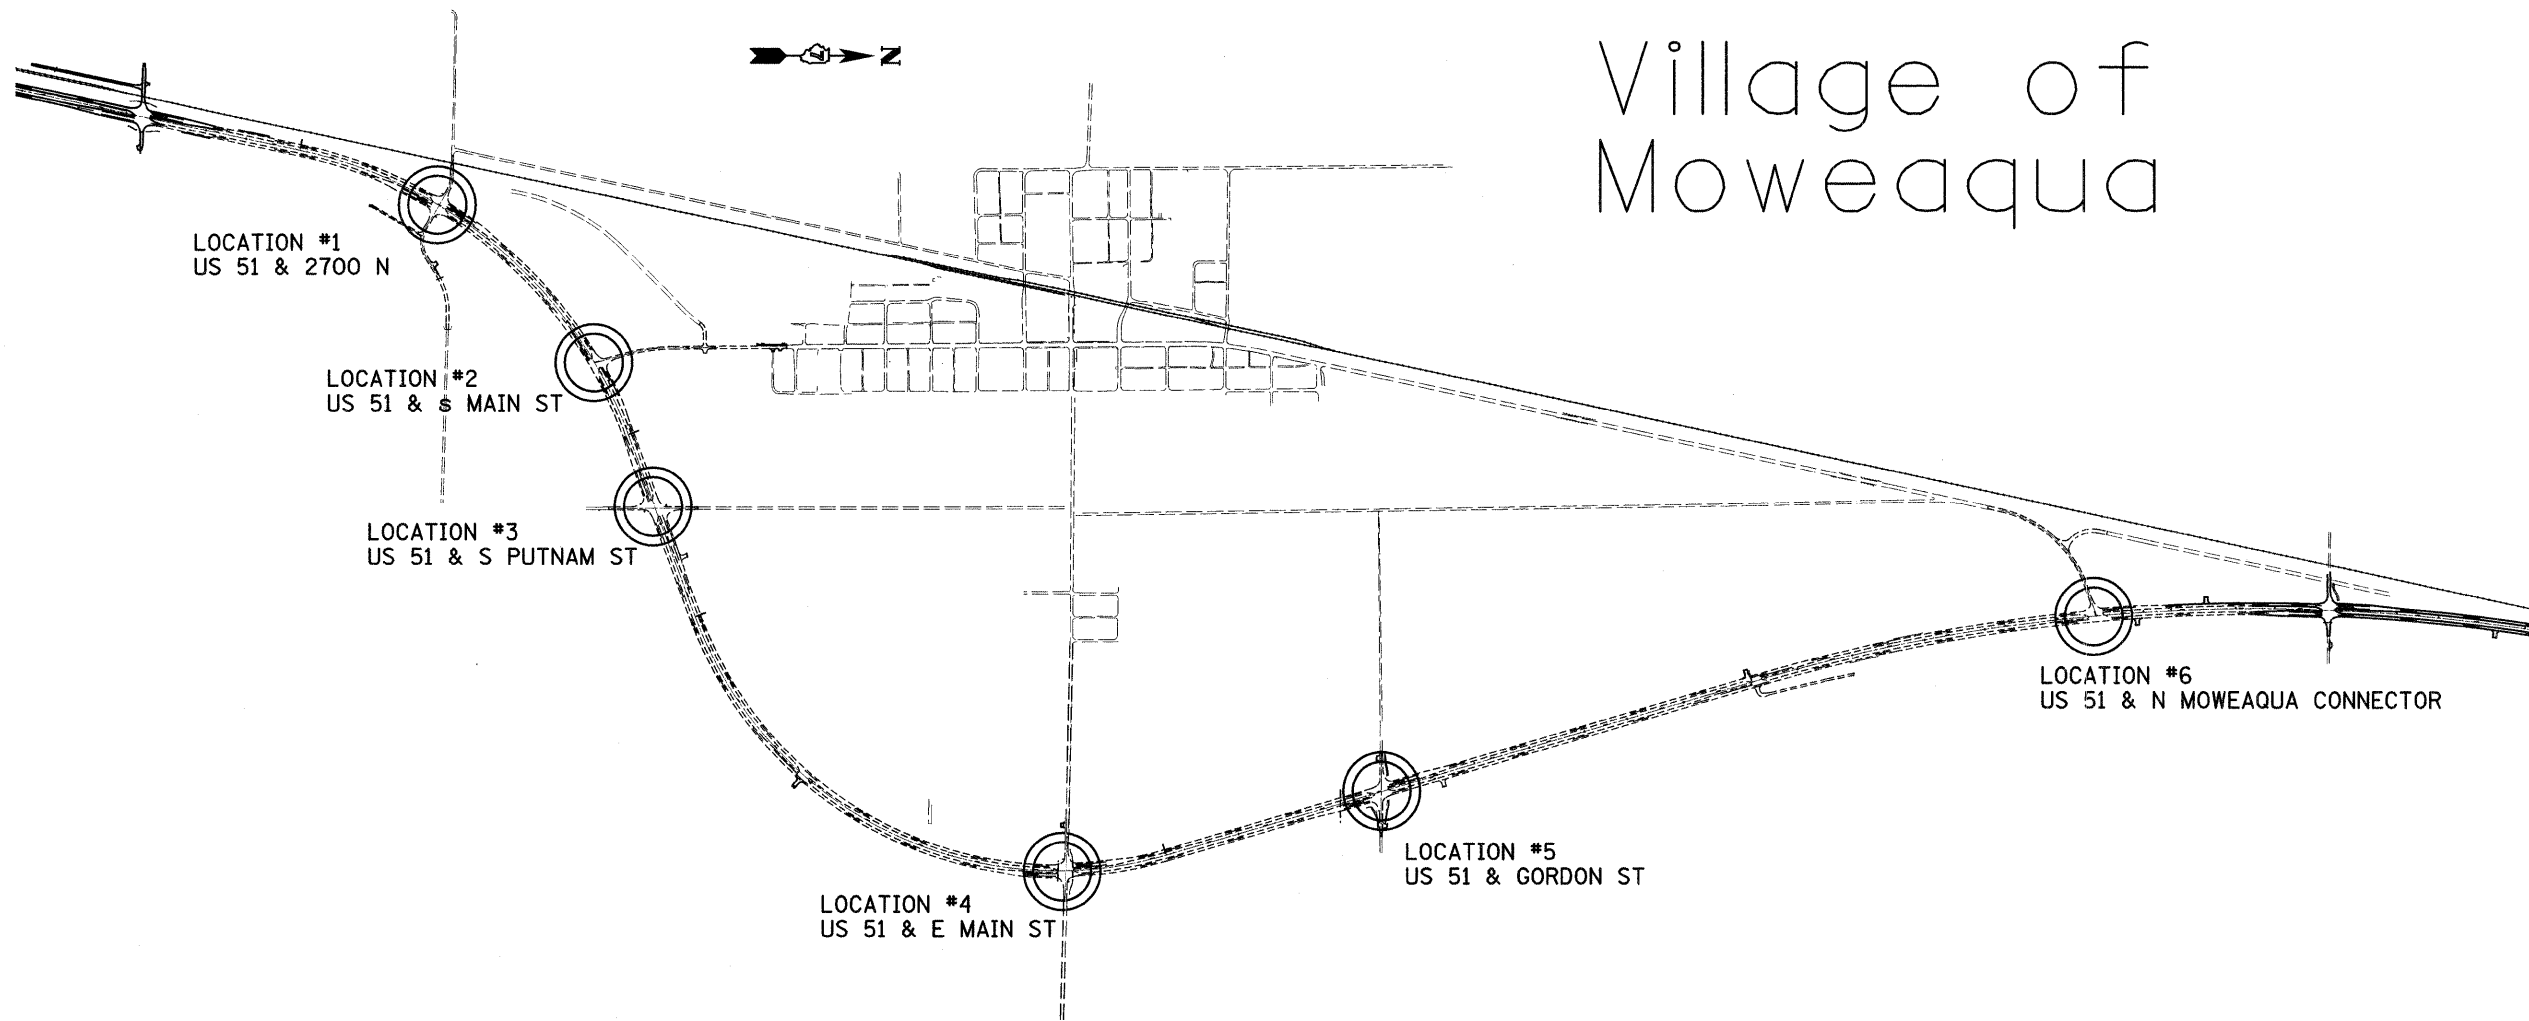 Village of
Moweaqua
N
LOCATION #1
US 51 & 2700 N
LOCATION #2
US 51 & s MAIN ST
LOCATION #3
US 51 & S PUTNAM ST
LOCATION #4
US 51 & E MAIN ST
LOCATION #5
US 51 & GORDON ST
LOCATION #6
US 51 & N MOWEAQUA CONNECTOR